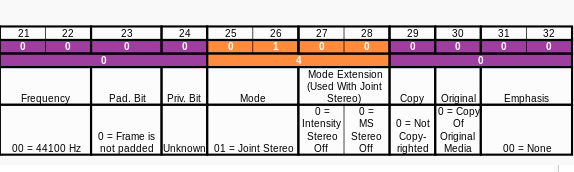 21 22 23 24 25 26 27 28 29 30 31 32
0 0 0 0 0 1 0 0 0 0 0 0
0 4 0
Frequency Pad. Bit Priv. Bit Mode Mode Extension (Used With Joint Stereo) Copy Original Emphasis
00 = 44100 Hz 0 = Frame is not padded Unknown 01 = Joint Stereo 0 = Intensity Stereo Off 0 = MS Stereo Off 0 = Not Copy-righted 0 = Copy Of Original Media 00 = None